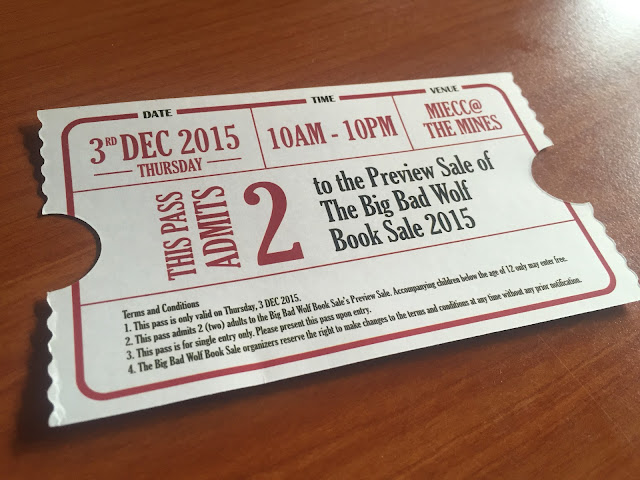 DATE
3RD DEC 2015
THURSDAY
TIME
10AM - 10PM
VENUE
MIECC@
THE MINES
THIS PASS
ADMITS
2
to the Preview Sale of
The Big Bad Wolf
Book Sale 2015
Terms and Conditions
1. This pass is only valid on Thursday, 3 DEC 2015.
2. This pass admits 2 (two) adults to the Big Bad Wolf Book Sale's Preview Sale. Accompanying children below the age of 12 only may enter free.
3. This pass is for single entry only. Please present this pass upon entry.
4. The Big Bad Wolf Book Sale organizers reserve the right to make changes to the terms and conditions at any time without any prior notification.